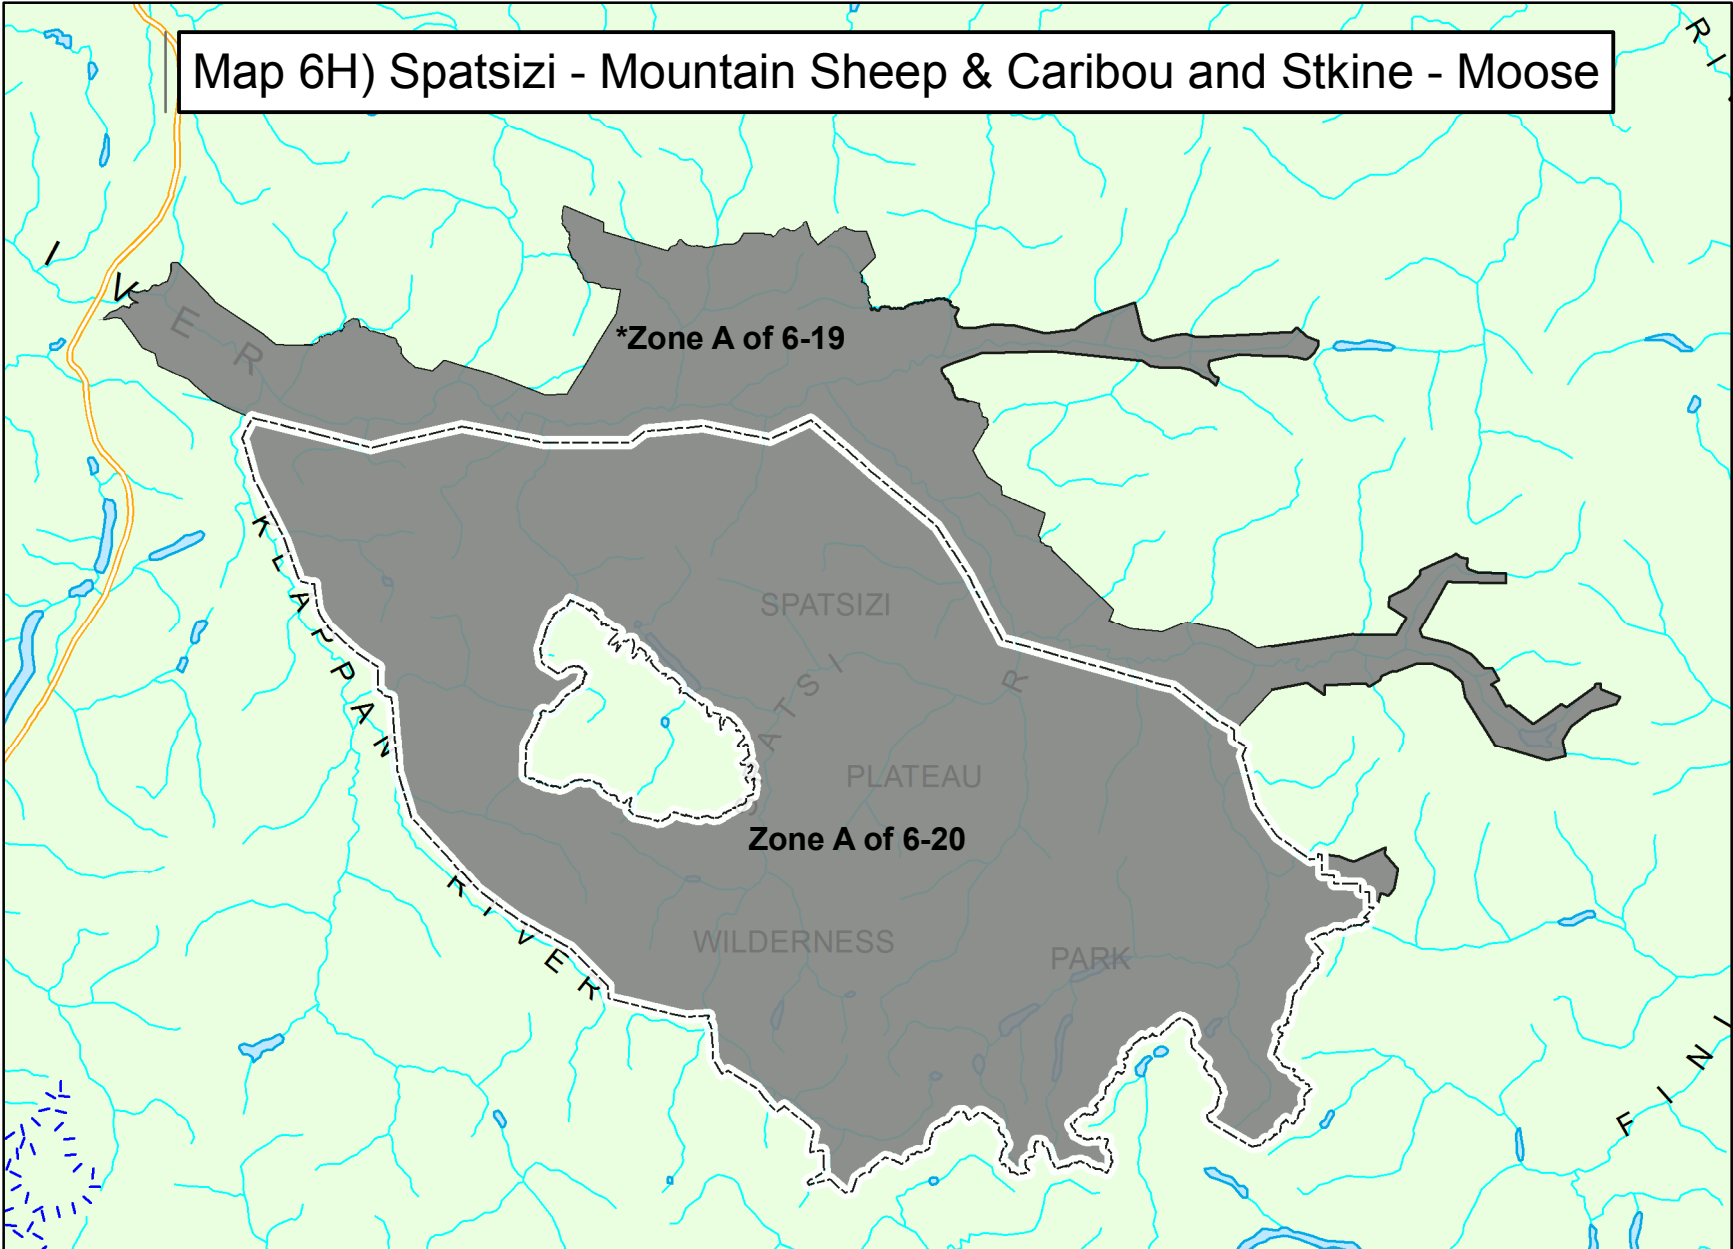 Map 6H) Spatsizi - Mountain Sheep & Caribou and Stkine - Moose
R I
I V E R
*Zone A of 6-19
KLAPPAN RIVER
SPATSIZI
SPATSI
R
PLATEAU
Zone A of 6-20
WILDERNESS
PARK
F I N